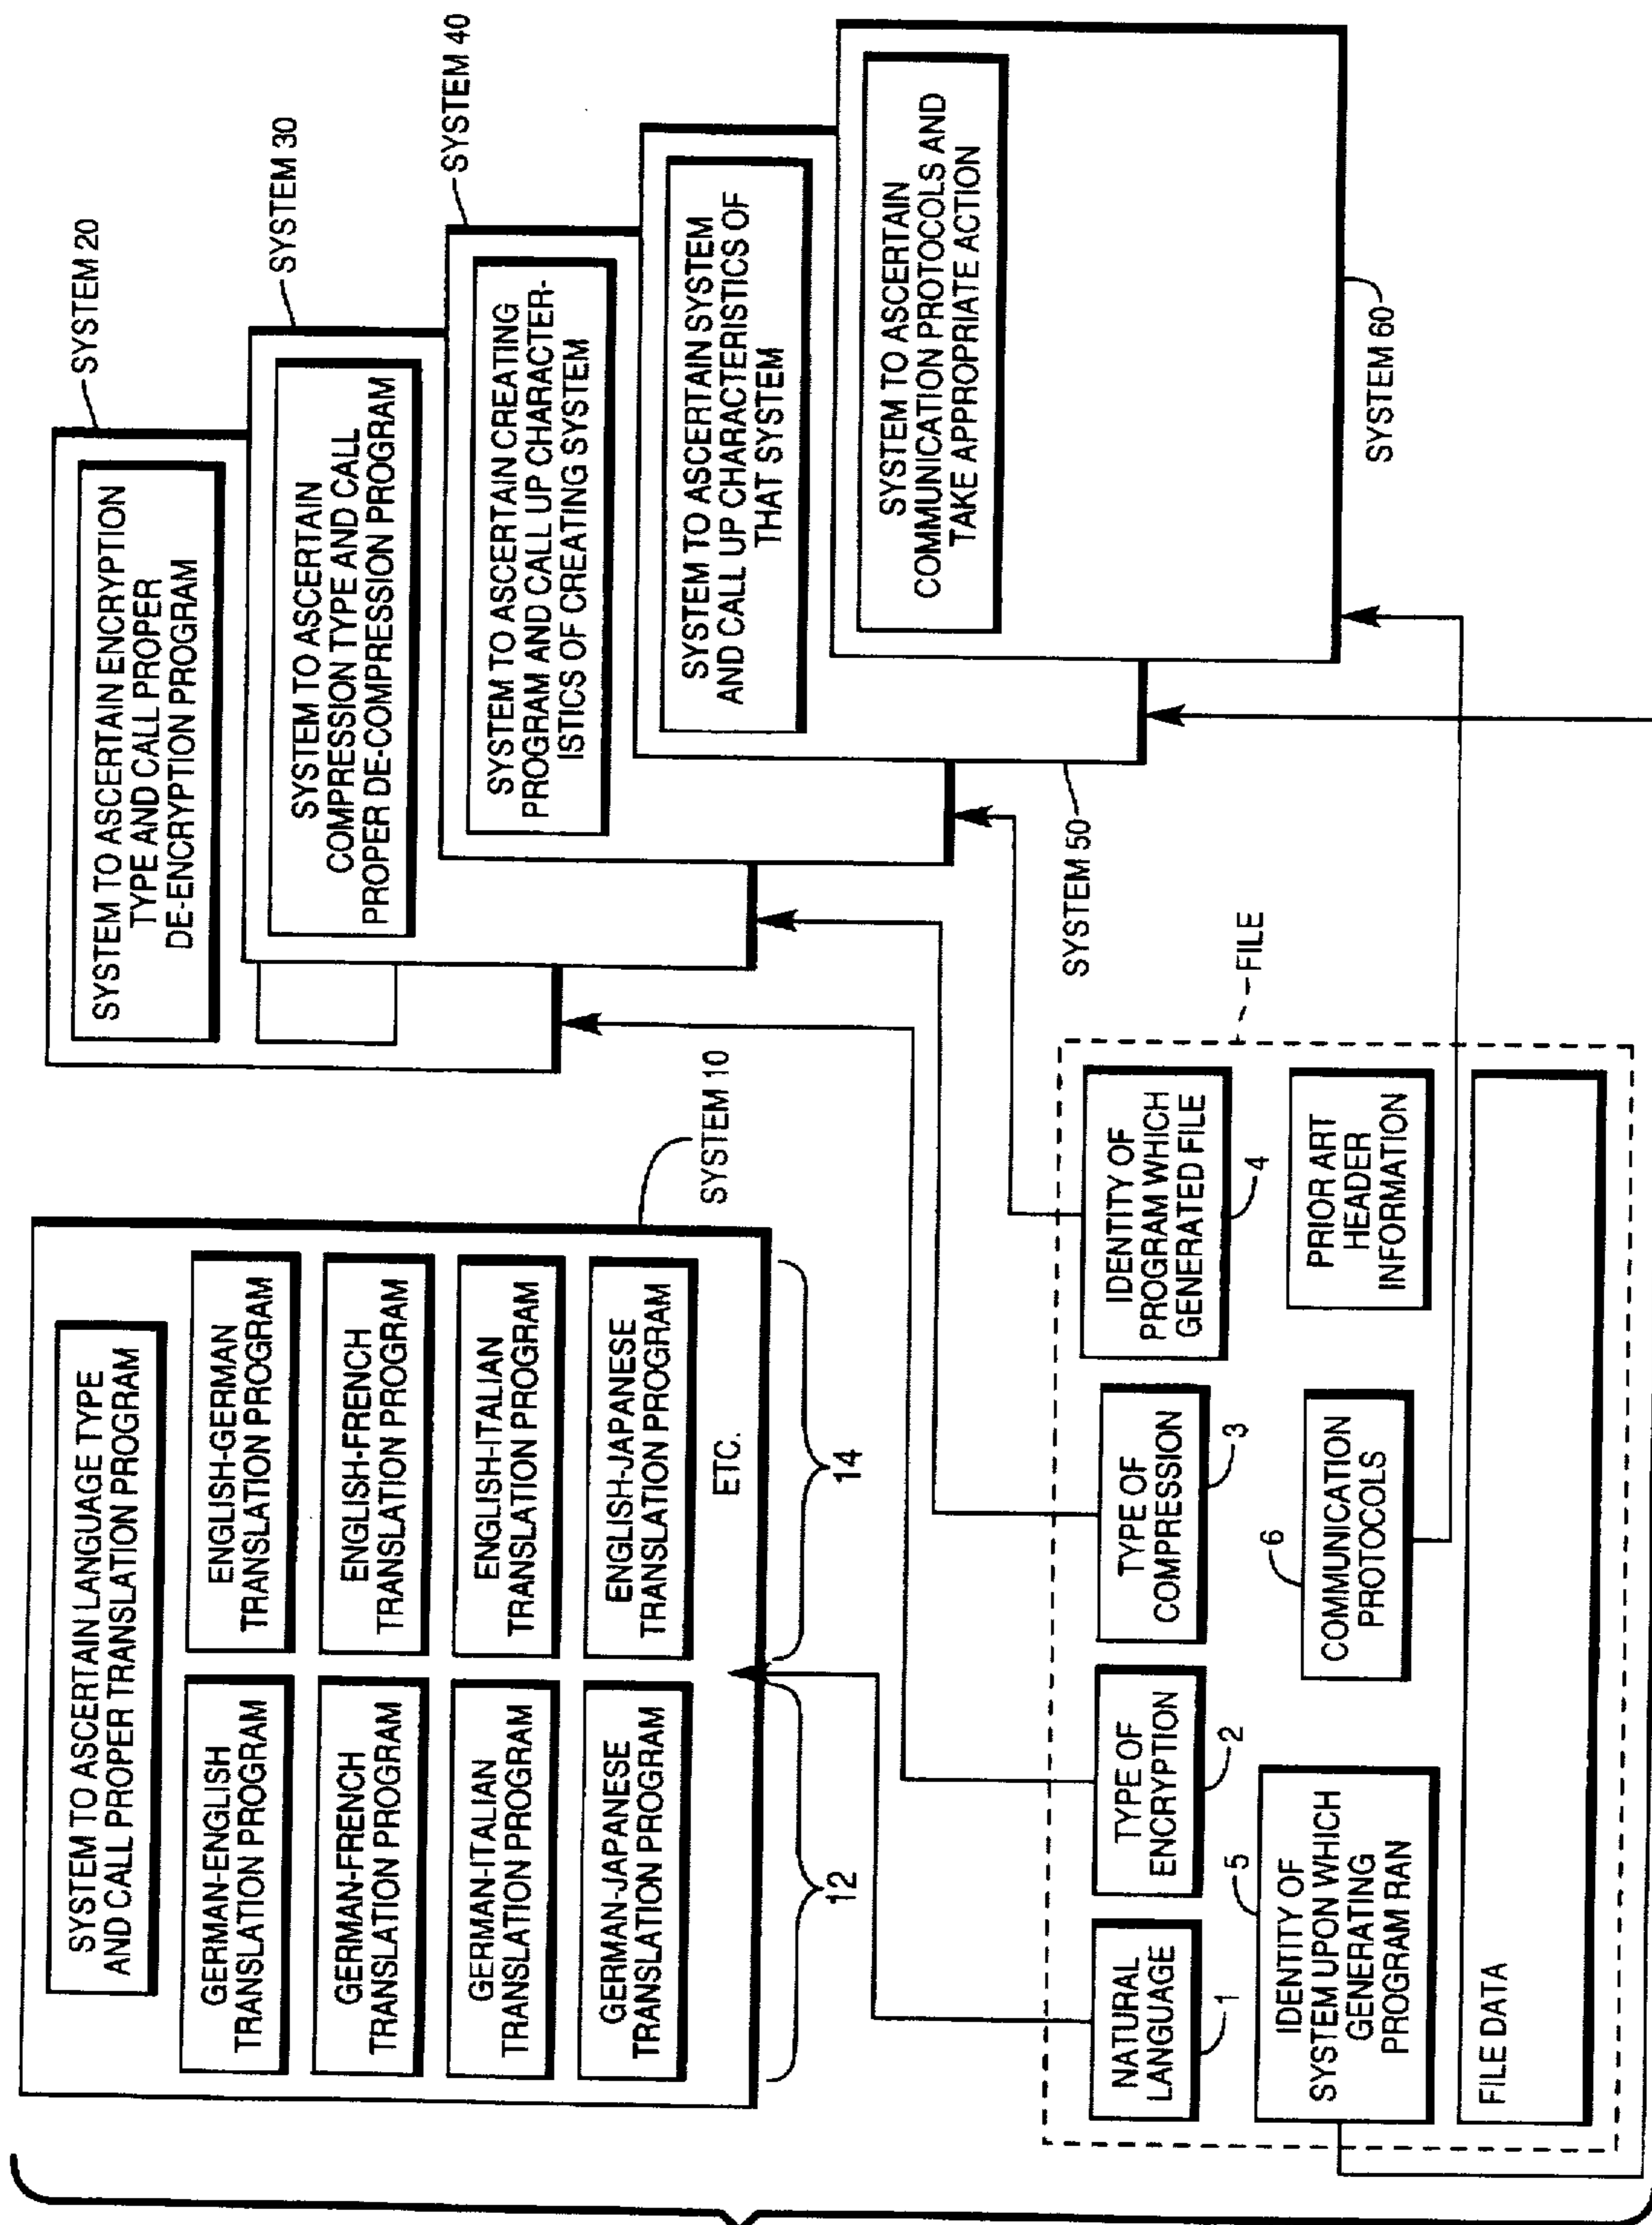 SYSTEM TO ASCERTAIN LANGUAGE TYPE
AND CALL PROPER TRANSLATION PROGRAM
GERMAN-ENGLISH
TRANSLATION PROGRAM
ENGLISH-GERMAN
TRANSLATION PROGRAM
GERMAN-FRENCH
TRANSLATION PROGRAM
ENGLISH-FRENCH
TRANSLATION PROGRAM
GERMAN-ITALIAN
TRANSLATION PROGRAM
ENGLISH-ITALIAN
TRANSLATION PROGRAM
GERMAN-JAPANESE
TRANSLATION PROGRAM
ENGLISH-JAPANESE
TRANSLATION PROGRAM
ETC.
12
14
SYSTEM 10
SYSTEM TO ASCERTAIN ENCRYPTION
TYPE AND CALL PROPER
DE-ENCRYPTION PROGRAM
SYSTEM 20
SYSTEM TO ASCERTAIN
COMPRESSION TYPE AND CALL
PROPER DE-COMPRESSION PROGRAM
SYSTEM 30
SYSTEM TO ASCERTAIN CREATING
PROGRAM AND CALL UP CHARACTER-
ISTICS OF CREATING SYSTEM
SYSTEM 40
SYSTEM TO ASCERTAIN SYSTEM
AND CALL UP CHARACTERISTICS OF
THAT SYSTEM
SYSTEM 50
SYSTEM TO ASCERTAIN
COMMUNICATION PROTOCOLS AND
TAKE APPROPRIATE ACTION
SYSTEM 60
FILE
NATURAL
LANGUAGE
1
TYPE OF
ENCRYPTION
2
TYPE OF
COMPRESSION
3
IDENTITY OF
PROGRAM WHICH
GENERATED FILE
4
5
IDENTITY OF
SYSTEM UPON WHICH
GENERATING
PROGRAM RAN
6
COMMUNICATION
PROTOCOLS
PRIOR ART
HEADER
INFORMATION
FILE DATA